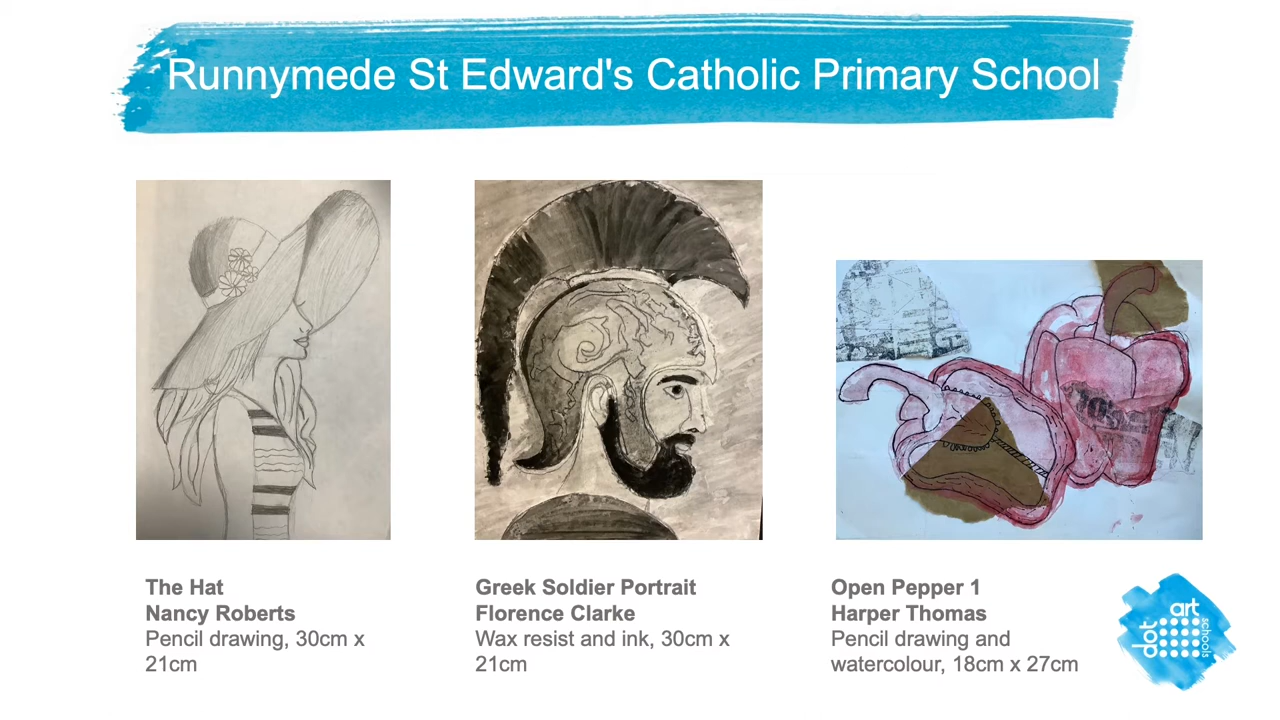 Runnymede St Edward's Catholic Primary School
The Hat
Nancy Roberts
Pencil drawing, 30cm x
21cm
Greek Soldier Portrait
Florence Clarke
Wax resist and ink, 30cm x
21cm
Open Pepper 1
Harper Thomas
Pencil drawing and
watercolour, 18cm x 27cm
dot
art
schools